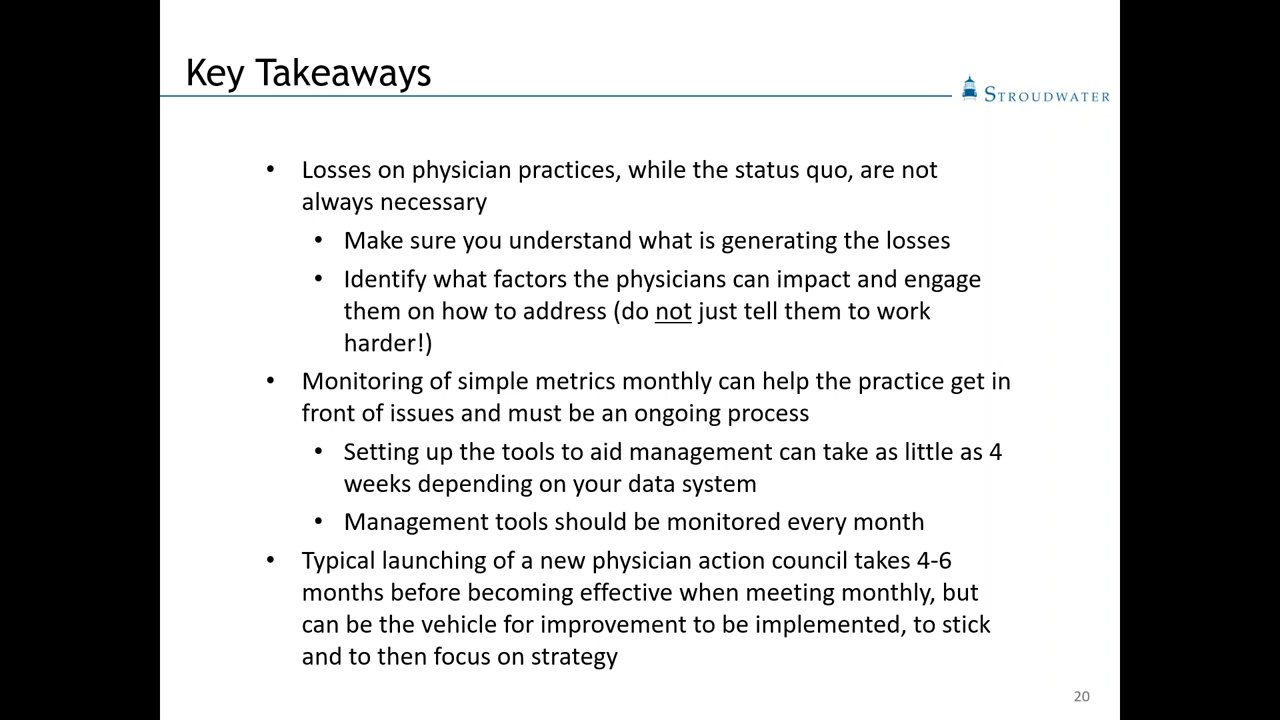 Key Takeaways
STROUDWATER
• Losses on physician practices, while the status quo, are not
always necessary
• Make sure you understand what is generating the losses
• Identify what factors the physicians can impact and engage
them on how to address (do not just tell them to work
harder!)
• Monitoring of simple metrics monthly can help the practice get in
front of issues and must be an ongoing process
• Setting up the tools to aid management can take as little as 4
weeks depending on your data system
• Management tools should be monitored every month
• Typical launching of a new physician action council takes 4-6
months before becoming effective when meeting monthly, but
can be the vehicle for improvement to be implemented, to stick
and to then focus on strategy
20